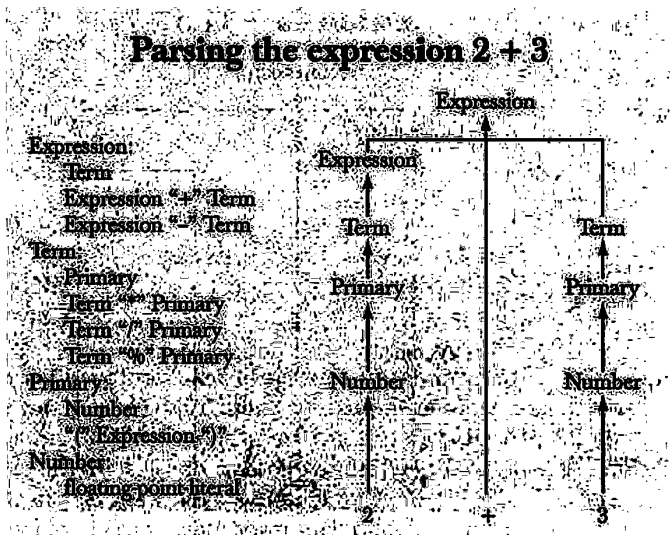 Parsing the expression 2 + 3
Expression:
Term
Expression “+” Term
Expression “–” Term
Term:
Primary
Term “*” Primary
Term “/” Primary
Term “%” Primary
Primary:
Number
“(” Expression “)”
Number:
floating-point-literal
Expression
Expression
Term
Term
Primary
Primary
Number
Number
2
+
3